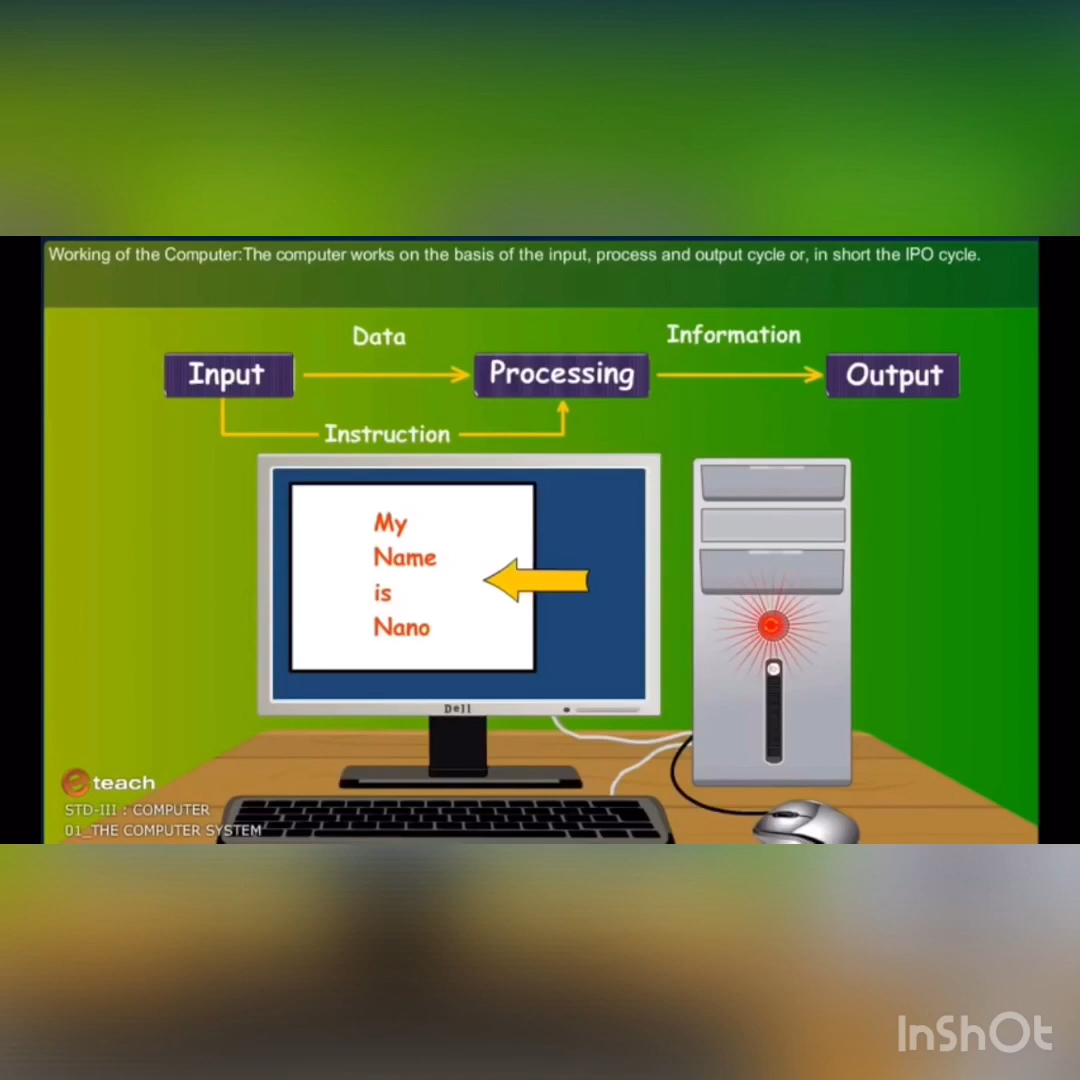 Working of the Computer:The computer works on the basis of the input, process and output cycle or, in short the IPO cycle.
Data
Information
Input
Processing
Output
Instruction
My
Name
is
Nano
Dell
e teach
STD-III : COMPUTER
01_THE COMPUTER SYSTEM
InShOt